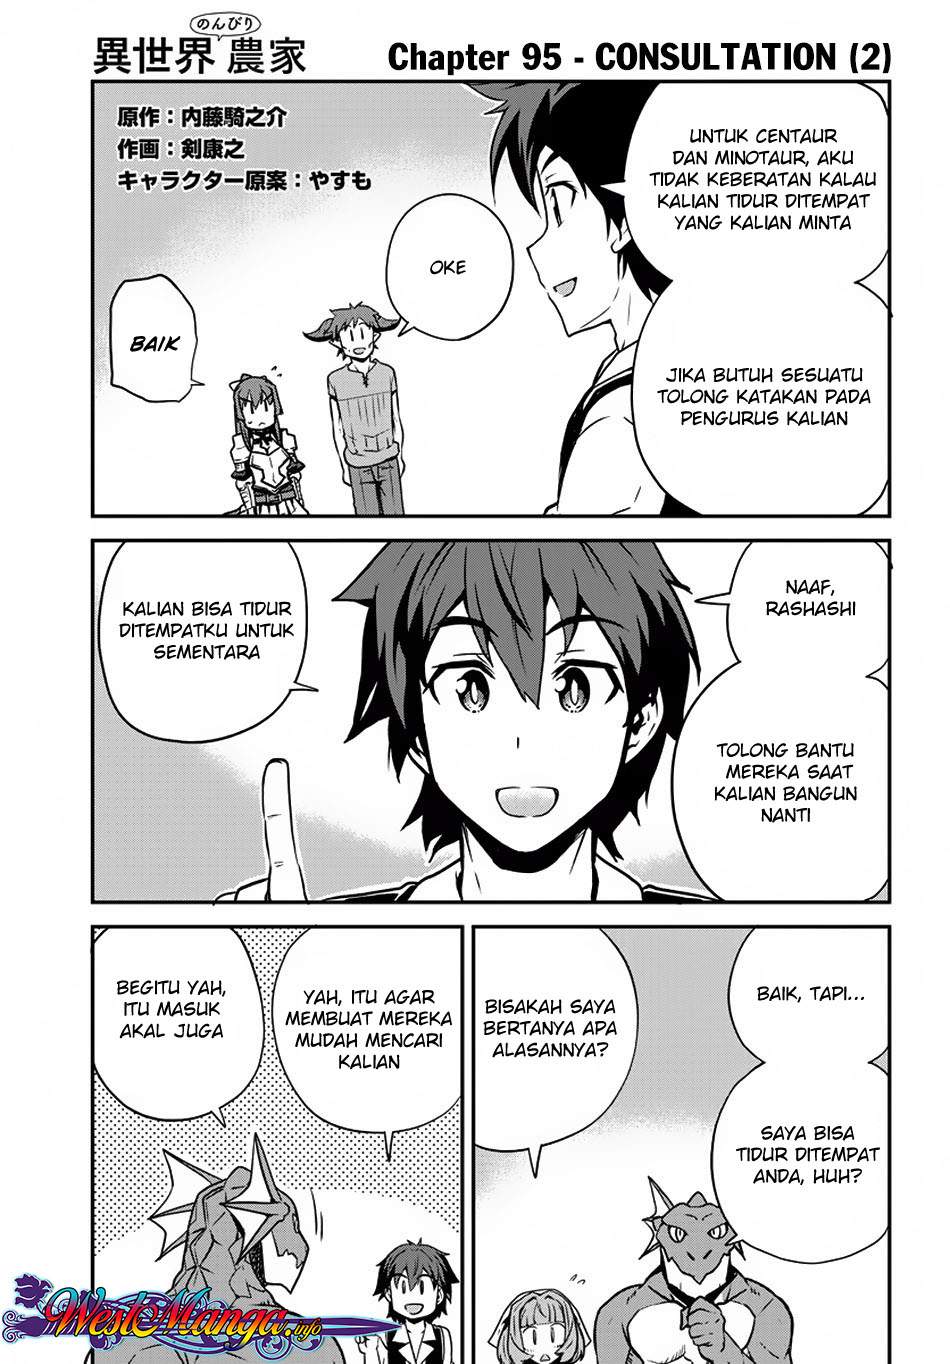 異世界
のんびり
農家
Chapter 95 - CONSULTATION (2)
原作：内藤騎之介
作画：剣康之
キャラクター原案：やすも
UNTUK CENTAUR
DAN MINOTAUR, AKU
TIDAK KEBERATAN KALAU
KALIAN TIDUR DITEMPAT
YANG KALIAN MINTA
JIKA BUTUH SESUATU
TOLONG KATAKAN PADA
PENGURUS KALIAN
OKE
BAIK
NAAF,
RASHASHI
TOLONG BANTU
MEREKA SAAT
KALIAN BANGUN
NANTI
KALIAN BISA TIDUR
DITEMPATKU UNTUK
SEMENTARA
BAIK, TAPI...
SAYA BISA
TIDUR DITEMPAT
ANDA, HUH?
BISAKAH SAYA
BERTANYA APA
ALASANNYA?
YAH, ITU AGAR
MEMBUAT MEREKA
MUDAH MENCARI
KALIAN
BEGITU YAH,
ITU MASUK
AKAL JUGA
WestManga.info